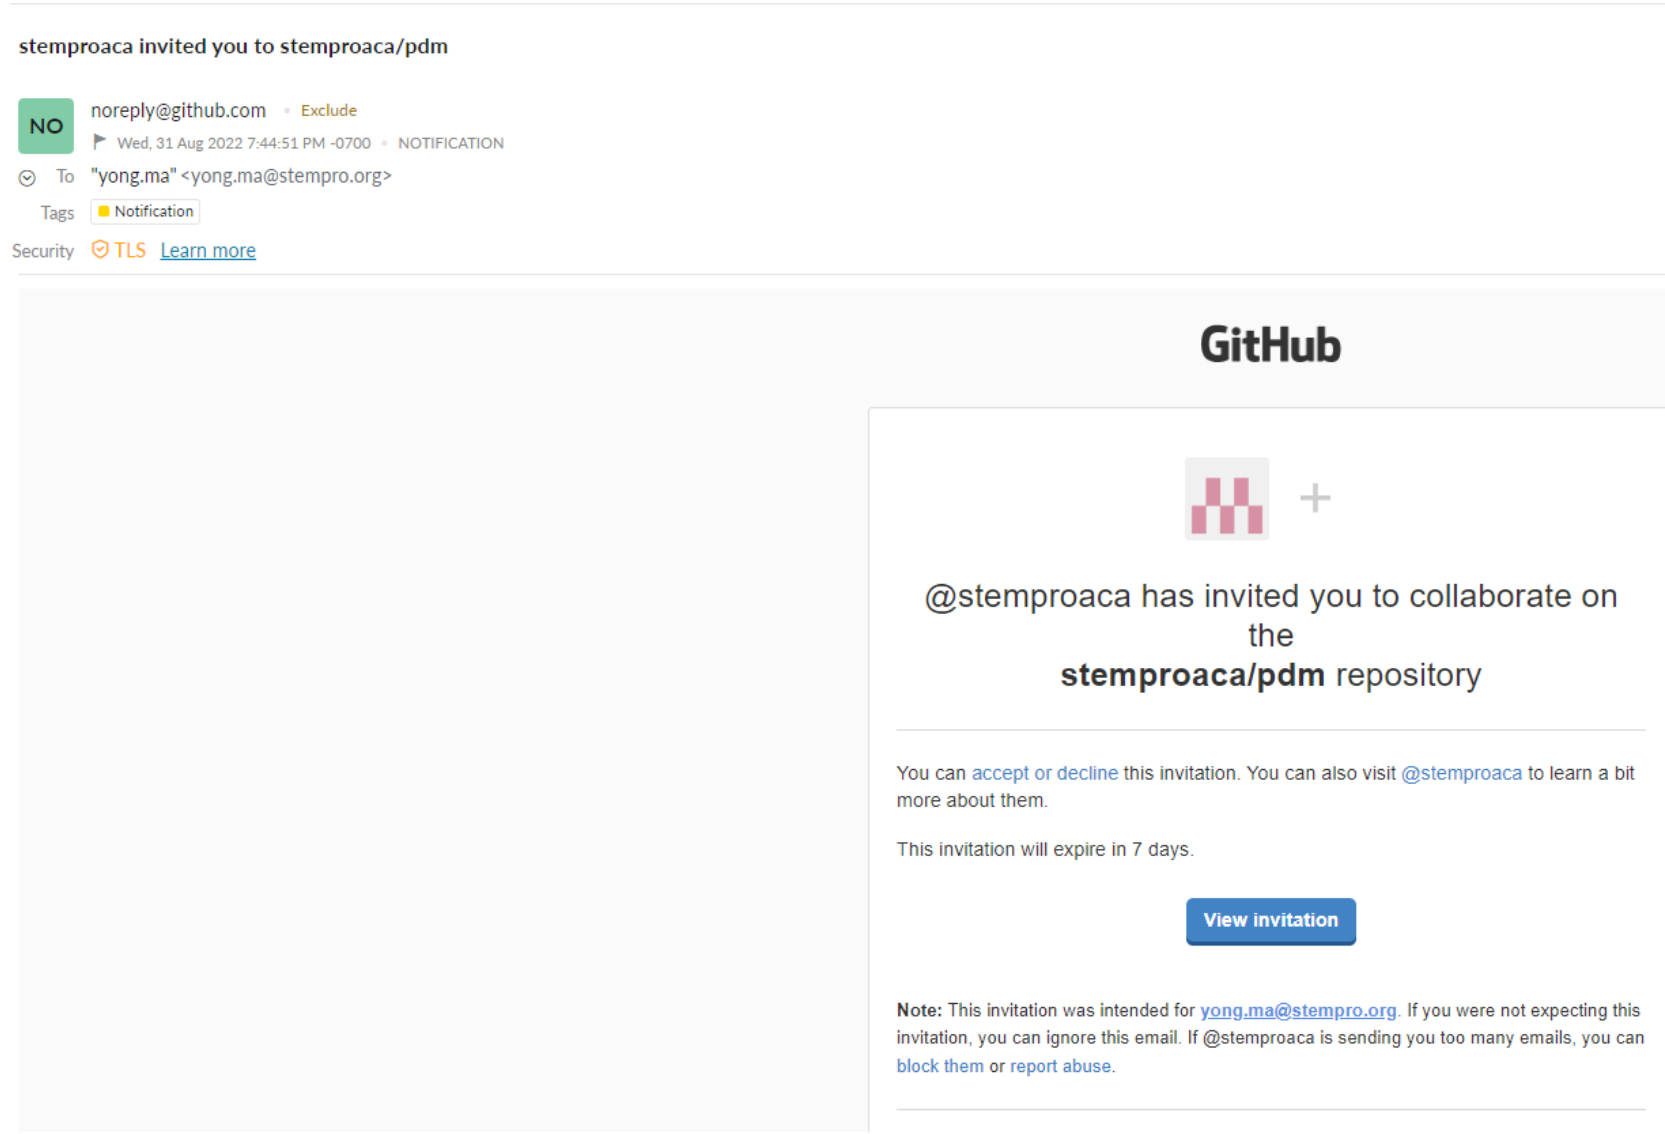 stemproaca invited you to stemproaca/pdm
NO
noreply@github.com • Exclude
Wed, 31 Aug 2022 7:44:51 PM -0700 • NOTIFICATION
To "yong.ma" <yong.ma@stempro.org>
Tags Notification
Security TLS Learn more
GitHub
+
@stemproaca has invited you to collaborate on
the
stemproaca/pdm repository
You can accept or decline this invitation. You can also visit @stemproaca to learn a bit
more about them.
This invitation will expire in 7 days.
View invitation
Note: This invitation was intended for yong.ma@stempro.org. If you were not expecting this
invitation, you can ignore this email. If @stemproaca is sending you too many emails, you can
block them or report abuse.